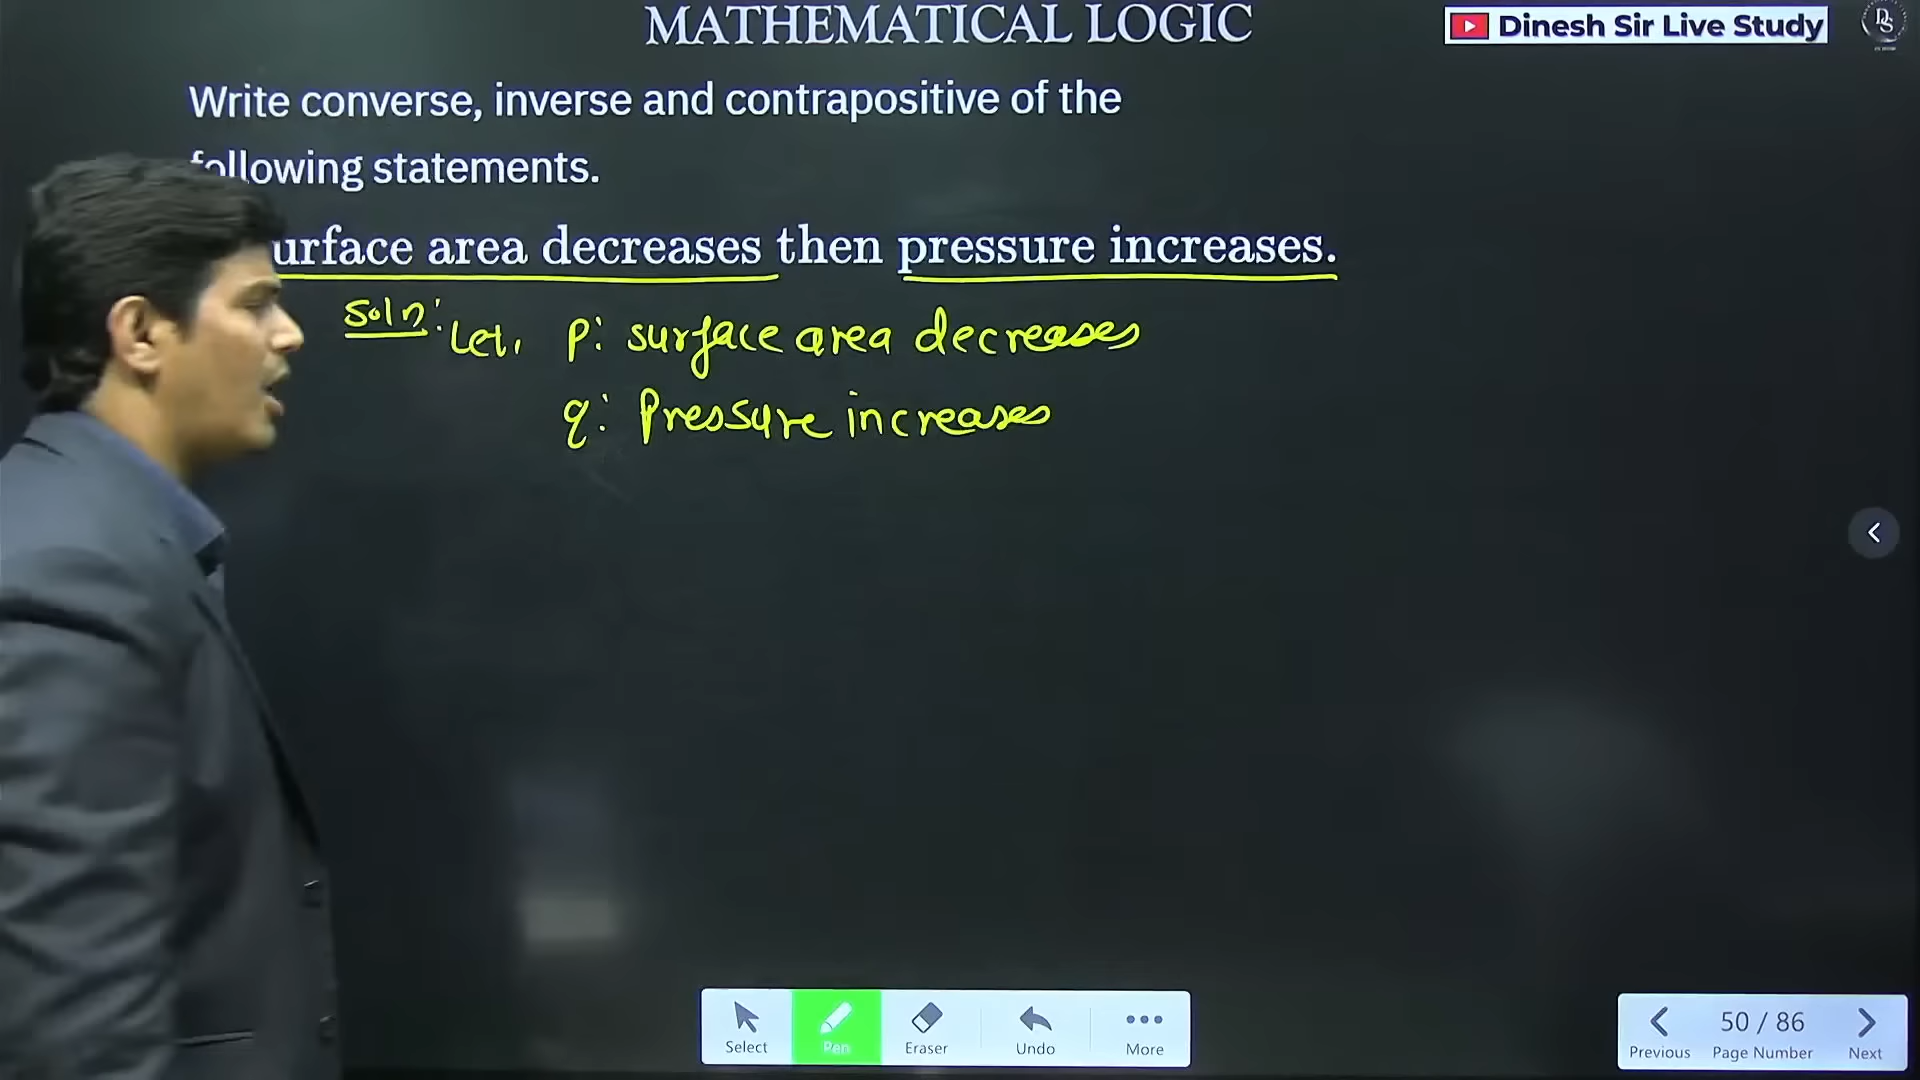 MATHEMATICAL LOGIC
Dinesh Sir Live Study
DS
Write converse, inverse and contrapositive of the
following statements.
urface area decreases then pressure increases.
Soln:
Let, p: surface area decreases
q: Pressure increases
Select
Pen
Eraser
Undo
More
50 / 86
Previous
Page Number
Next